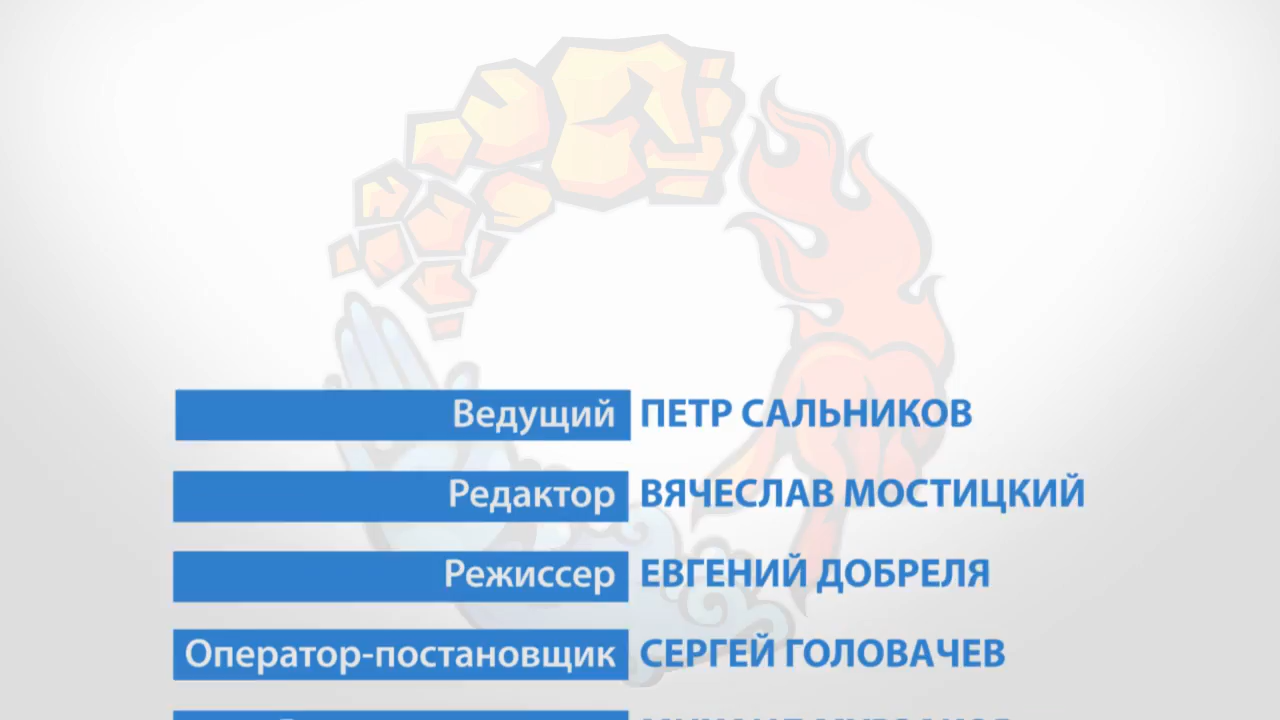 Ведущий ПЕТР САЛЬНИКОВ
Редактор ВЯЧЕСЛАВ МОСТИЦКИЙ
Режиссер ЕВГЕНИЙ ДОБРЕЛЯ
Оператор-постановщик СЕРГЕЙ ГОЛОВАЧЕВ